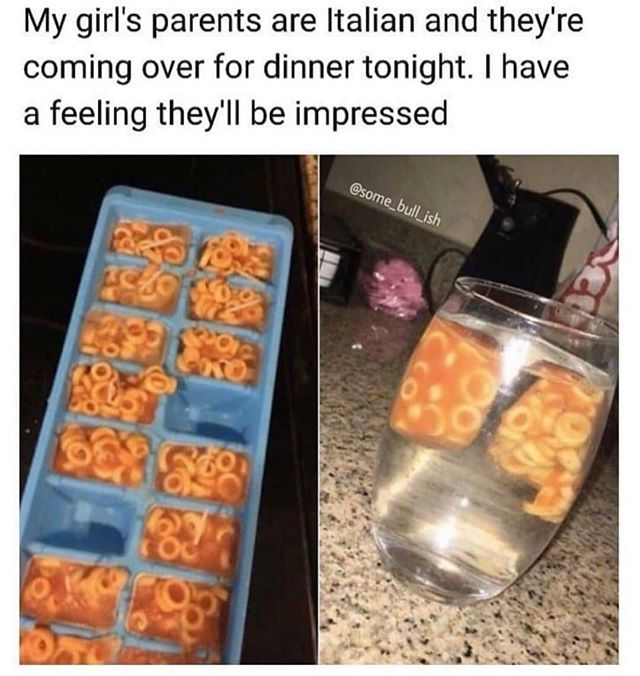 My girl's parents are Italian and they're
coming over for dinner tonight. I have
a feeling they'll be impressed
@some_bull_ish